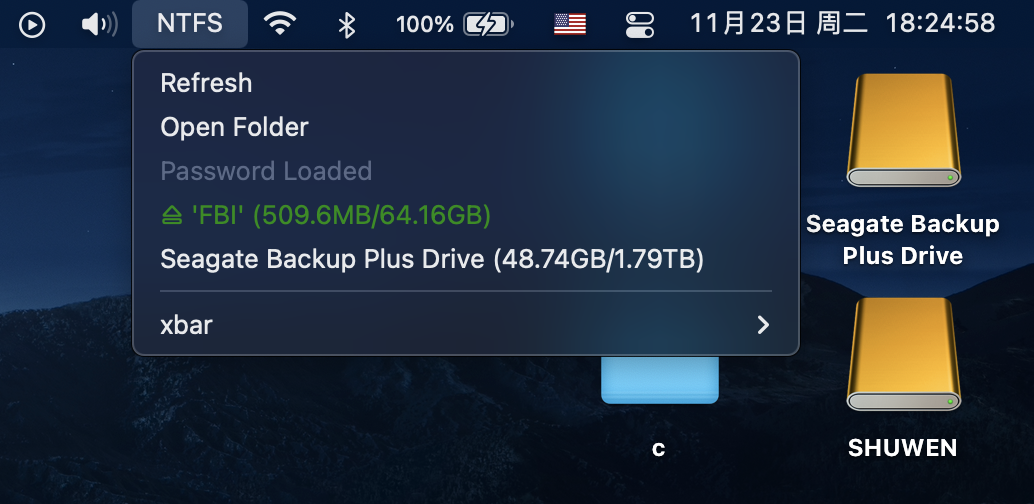 NTFS 100% 11月23日 周二 18:24:58
Refresh
Open Folder
Password Loaded
'FBI' (509.6MB/64.16GB)
Seagate Backup Plus Drive (48.74GB/1.79TB)
xbar
Seagate Backup
Plus Drive
c
SHUWEN